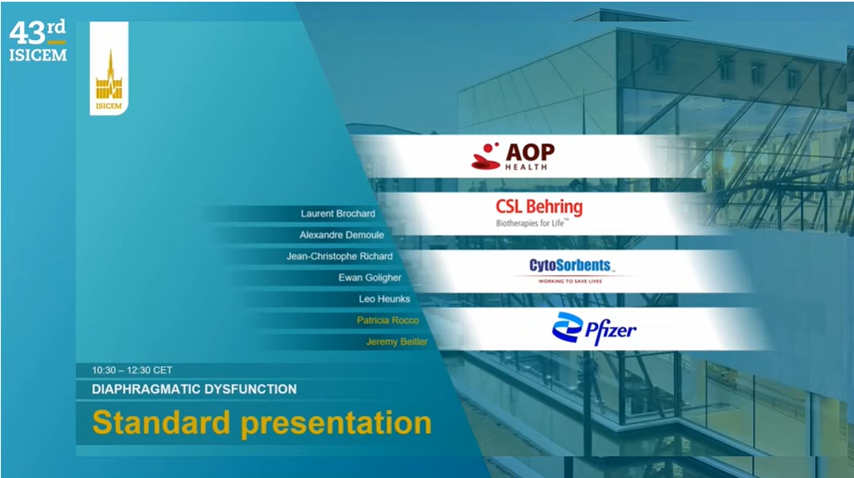 43rd
ISICEM
ISICEM
AOP
HEALTH
CSL Behring
Biotherapies for Life™
CytoSorbents™
WORKING TO SAVE LIVES
Pfizer
Laurent Brochard
Alexandre Demoule
Jean-Christophe Richard
Ewan Goligher
Leo Heunks
Patricia Rocco
Jeremy Beitler
10:30 – 12:30 CET
DIAPHRAGMATIC DYSFUNCTION
Standard presentation